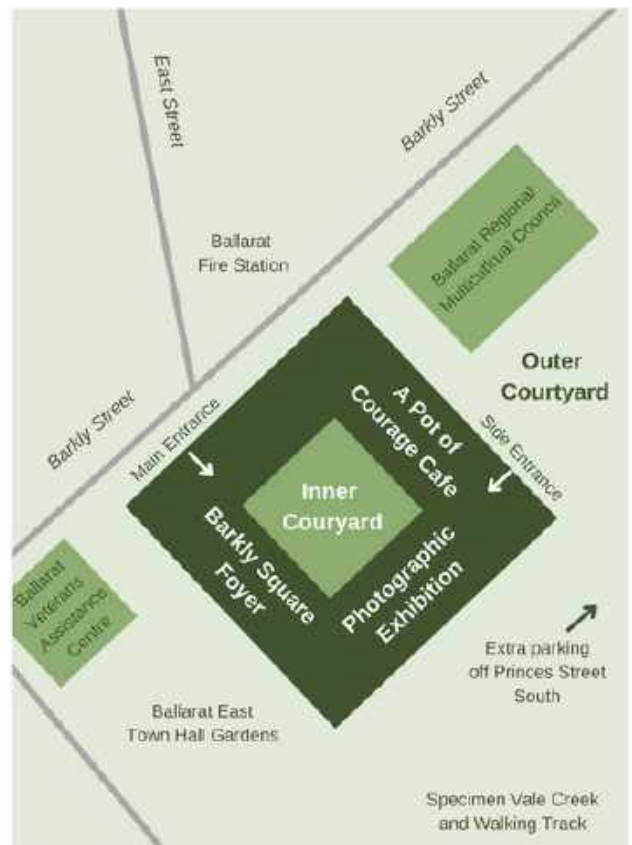 East Street
Barkly Street
Ballarat
Fire Station
Ballarat Regional
Multicutlural Council
Outer
Courtyard
Barkly Street
Main Entrance
A Pot of
Courage Cafe
Side Entrance
Inner
Couryard
Barkly Square
Foyer
Photographic
Exhibition
Ballarat
Veterans
Assistance
Centre
Extra parking
off Princes Street
South
Ballarat East
Town Hall Gardens
Specimen Vale Creek
and Walking Track